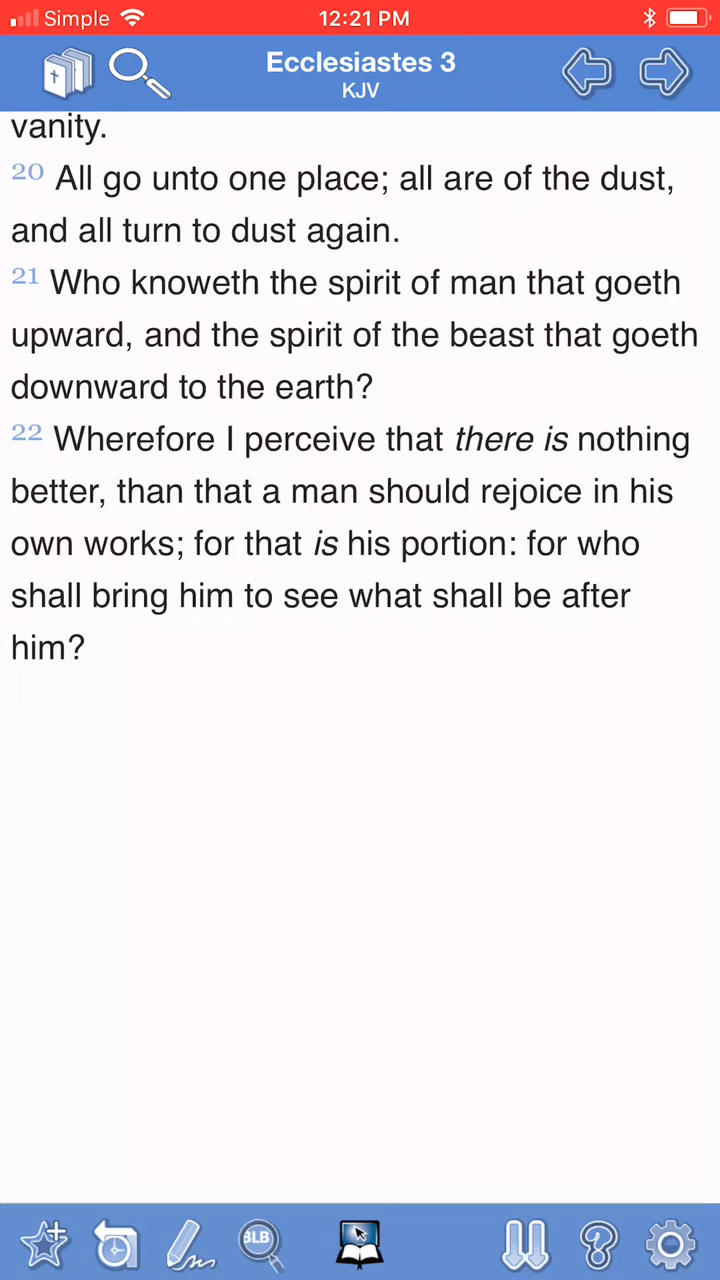 Simple 12:21 PM
Ecclesiastes 3
KJV
vanity.
20 All go unto one place; all are of the dust,
and all turn to dust again.
21 Who knoweth the spirit of man that goeth
upward, and the spirit of the beast that goeth
downward to the earth?
22 Wherefore I perceive that there is nothing
better, than that a man should rejoice in his
own works; for that is his portion: for who
shall bring him to see what shall be after
him?
BLB